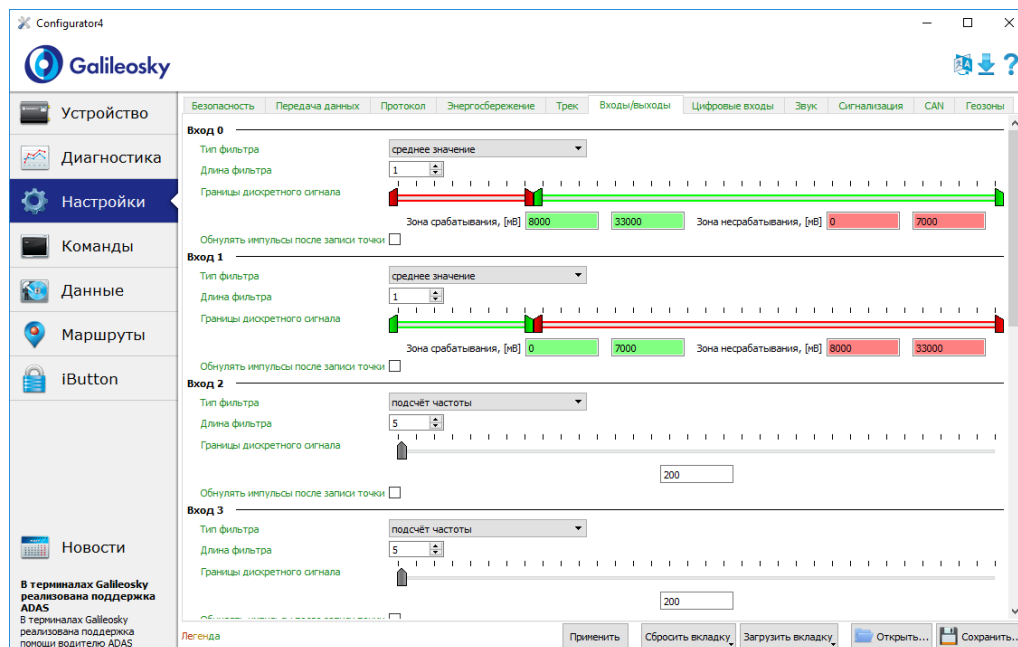 Configurator4
Galileosky
Устройство
Диагностика
Настройки
Команды
Данные
Маршруты
iButton
Новости
В терминалах Galileosky
реализована поддержка
ADAS
В терминалах Galileosky
реализована поддержка
помощи водителю ADAS
Безопасность Передача данных Протокол Энергосбережение Трек Входы/выходы Цифровые входы Звук Сигнализация CAN Геозоны
Вход 0
Тип фильтра среднее значение
Длина фильтра 1
Границы дискретного сигнала
Зона срабатывания, [мВ] 8000 33000 Зона несрабатывания, [мВ] 0 7000
Обнулять импульсы после записи точки
Вход 1
Тип фильтра среднее значение
Длина фильтра 1
Границы дискретного сигнала
Зона срабатывания, [мВ] 0 7000 Зона несрабатывания, [мВ] 8000 33000
Обнулять импульсы после записи точки
Вход 2
Тип фильтра подсчёт частоты
Длина фильтра 5
Границы дискретного сигнала
200
Обнулять импульсы после записи точки
Вход 3
Тип фильтра подсчёт частоты
Длина фильтра 5
Границы дискретного сигнала
200
Легенда
Применить Сбросить вкладку Загрузить вкладку Открыть... Сохранить...